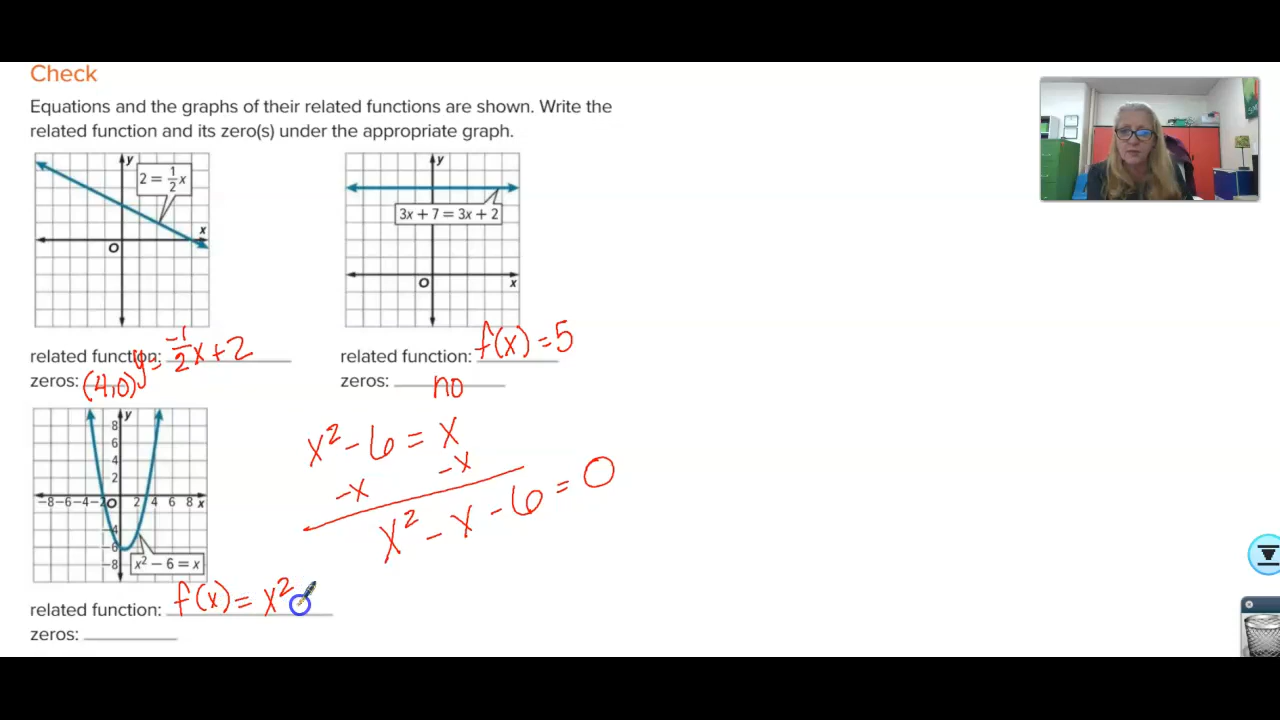 Check
Equations and the graphs of their related functions are shown. Write the
related function and its zero(s) under the appropriate graph.
y
2 = 1/2 x
x
O
y
3x + 7 = 3x + 2
O
x
related function: y = -1/2 x + 2
zeros: (4,0)
related function: f(x) = 5
zeros: no
y
8
6
4
2
-8 -6 -4 -2 O 2 4 6 8 x
-4
-6
-8
x² - 6 = x
x² - 6 = x
-x -x
x² - x - 6 = 0
related function: f(x) = x²
zeros: